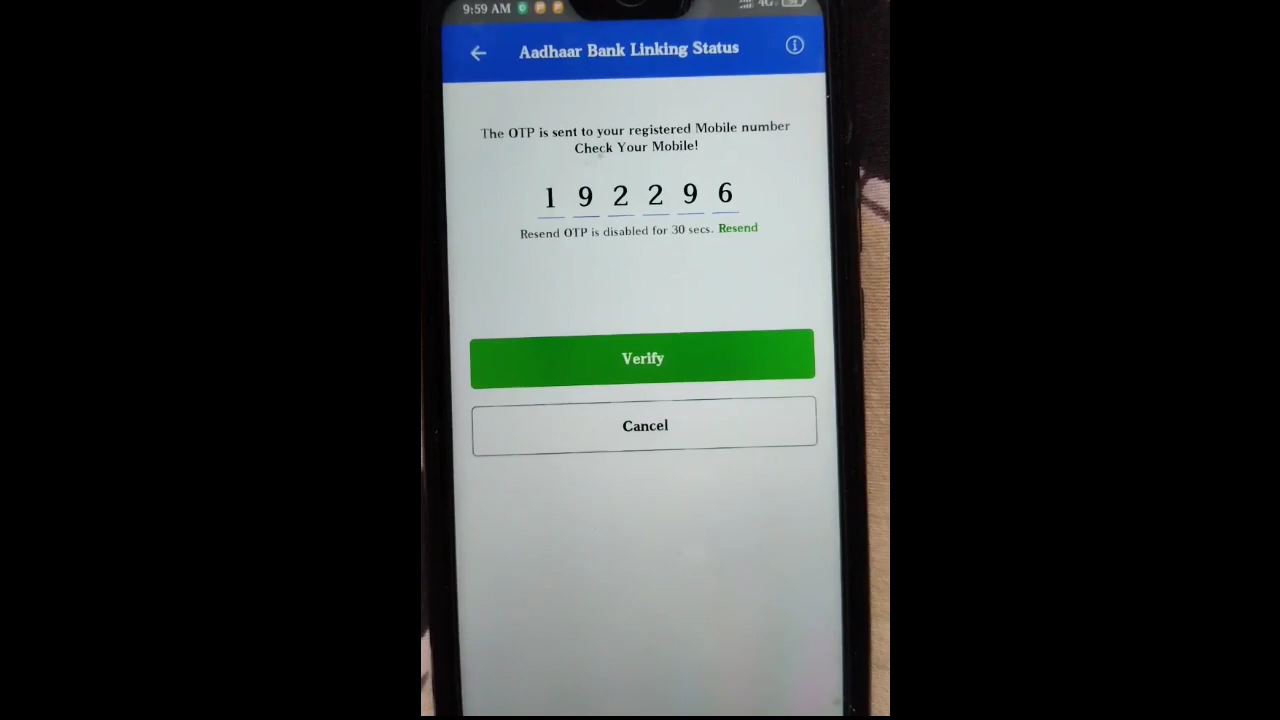 9:59 AM
4G
Aadhaar Bank Linking Status
The OTP is sent to your registered Mobile number
Check Your Mobile!
1 9 2 2 9 6
Resend OTP is disabled for 30 secs. Resend
Verify
Cancel